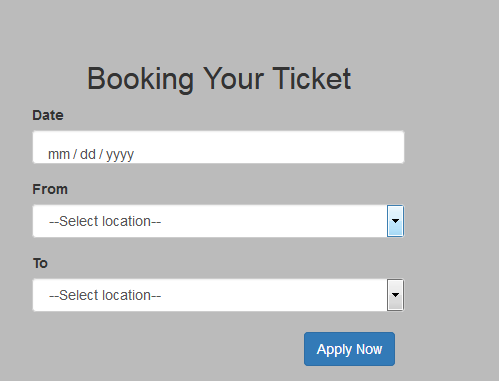 Booking Your Ticket
Date
mm / dd / yyyy
From
--Select location--
To
--Select location--
Apply Now